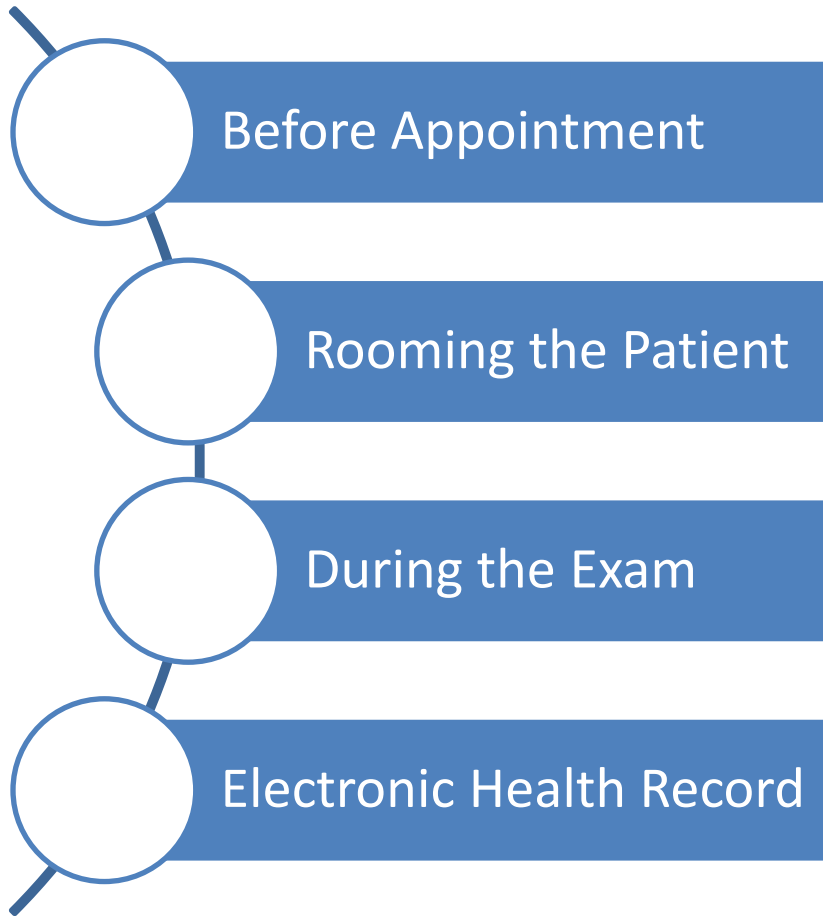 Before Appointment
Rooming the Patient
During the Exam
Electronic Health Record